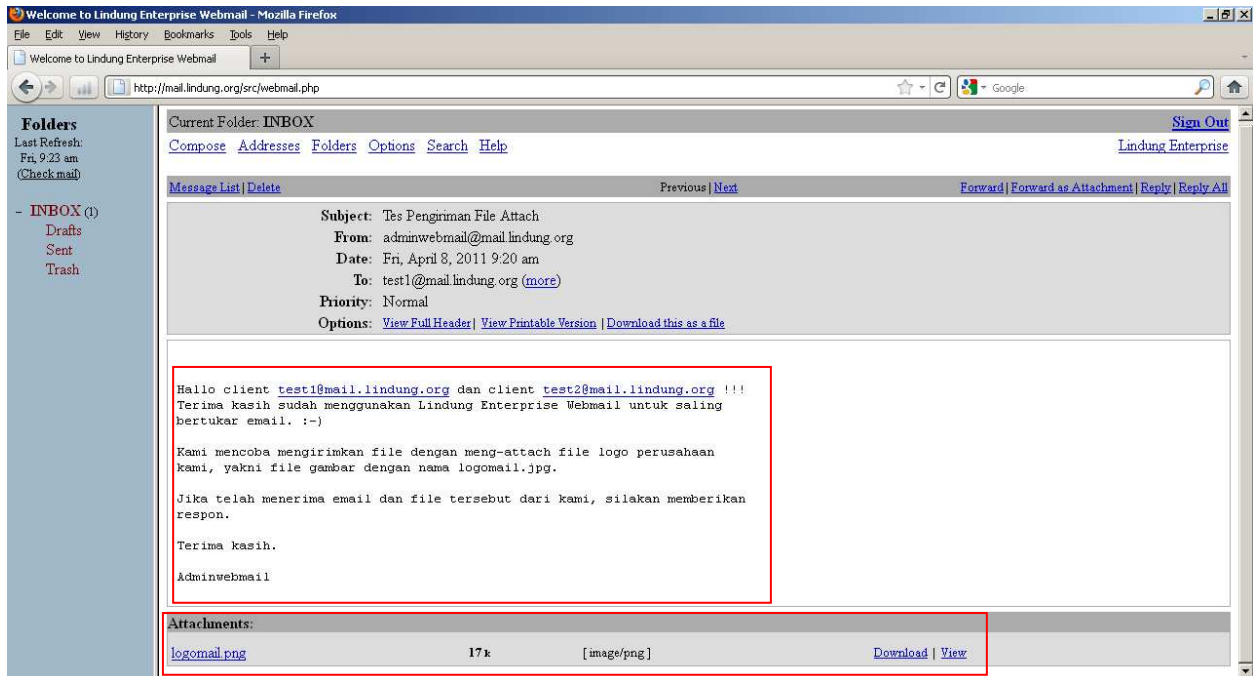 Welcome to Lindung Enterprise Webmail - Mozilla Firefox
File Edit View History Bookmarks Tools Help
Welcome to Lindung Enterprise Webmail +
http://mail.lindung.org/src/webmail.php Google
Folders
Last Refresh:
Fri, 9:23 am
(Check mail)
- INBOX (1)
Drafts
Sent
Trash
Current Folder: INBOX Sign Out
Compose Addresses Folders Options Search Help Lindung Enterprise
Message List | Delete Previous | Next Forward | Forward as Attachment | Reply | Reply All
Subject: Tes Pengiriman File Attach
From: adminwebmail@mail.lindung.org
Date: Fri, April 8, 2011 9:20 am
To: test1@mail.lindung.org (more)
Priority: Normal
Options: View Full Header | View Printable Version | Download this as a file
Hallo client test1@mail.lindung.org dan client test2@mail.lindung.org !!!
Terima kasih sudah menggunakan Lindung Enterprise Webmail untuk saling
bertukar email. :-)
Kami mencoba mengirimkan file dengan meng-attach file logo perusahaan
kami, yakni file gambar dengan nama logomail.jpg.
Jika telah menerima email dan file tersebut dari kami, silakan memberikan
respon.
Terima kasih.
Adminwebmail
Attachments:
logomail.png 17 k [ image/png ] Download | View